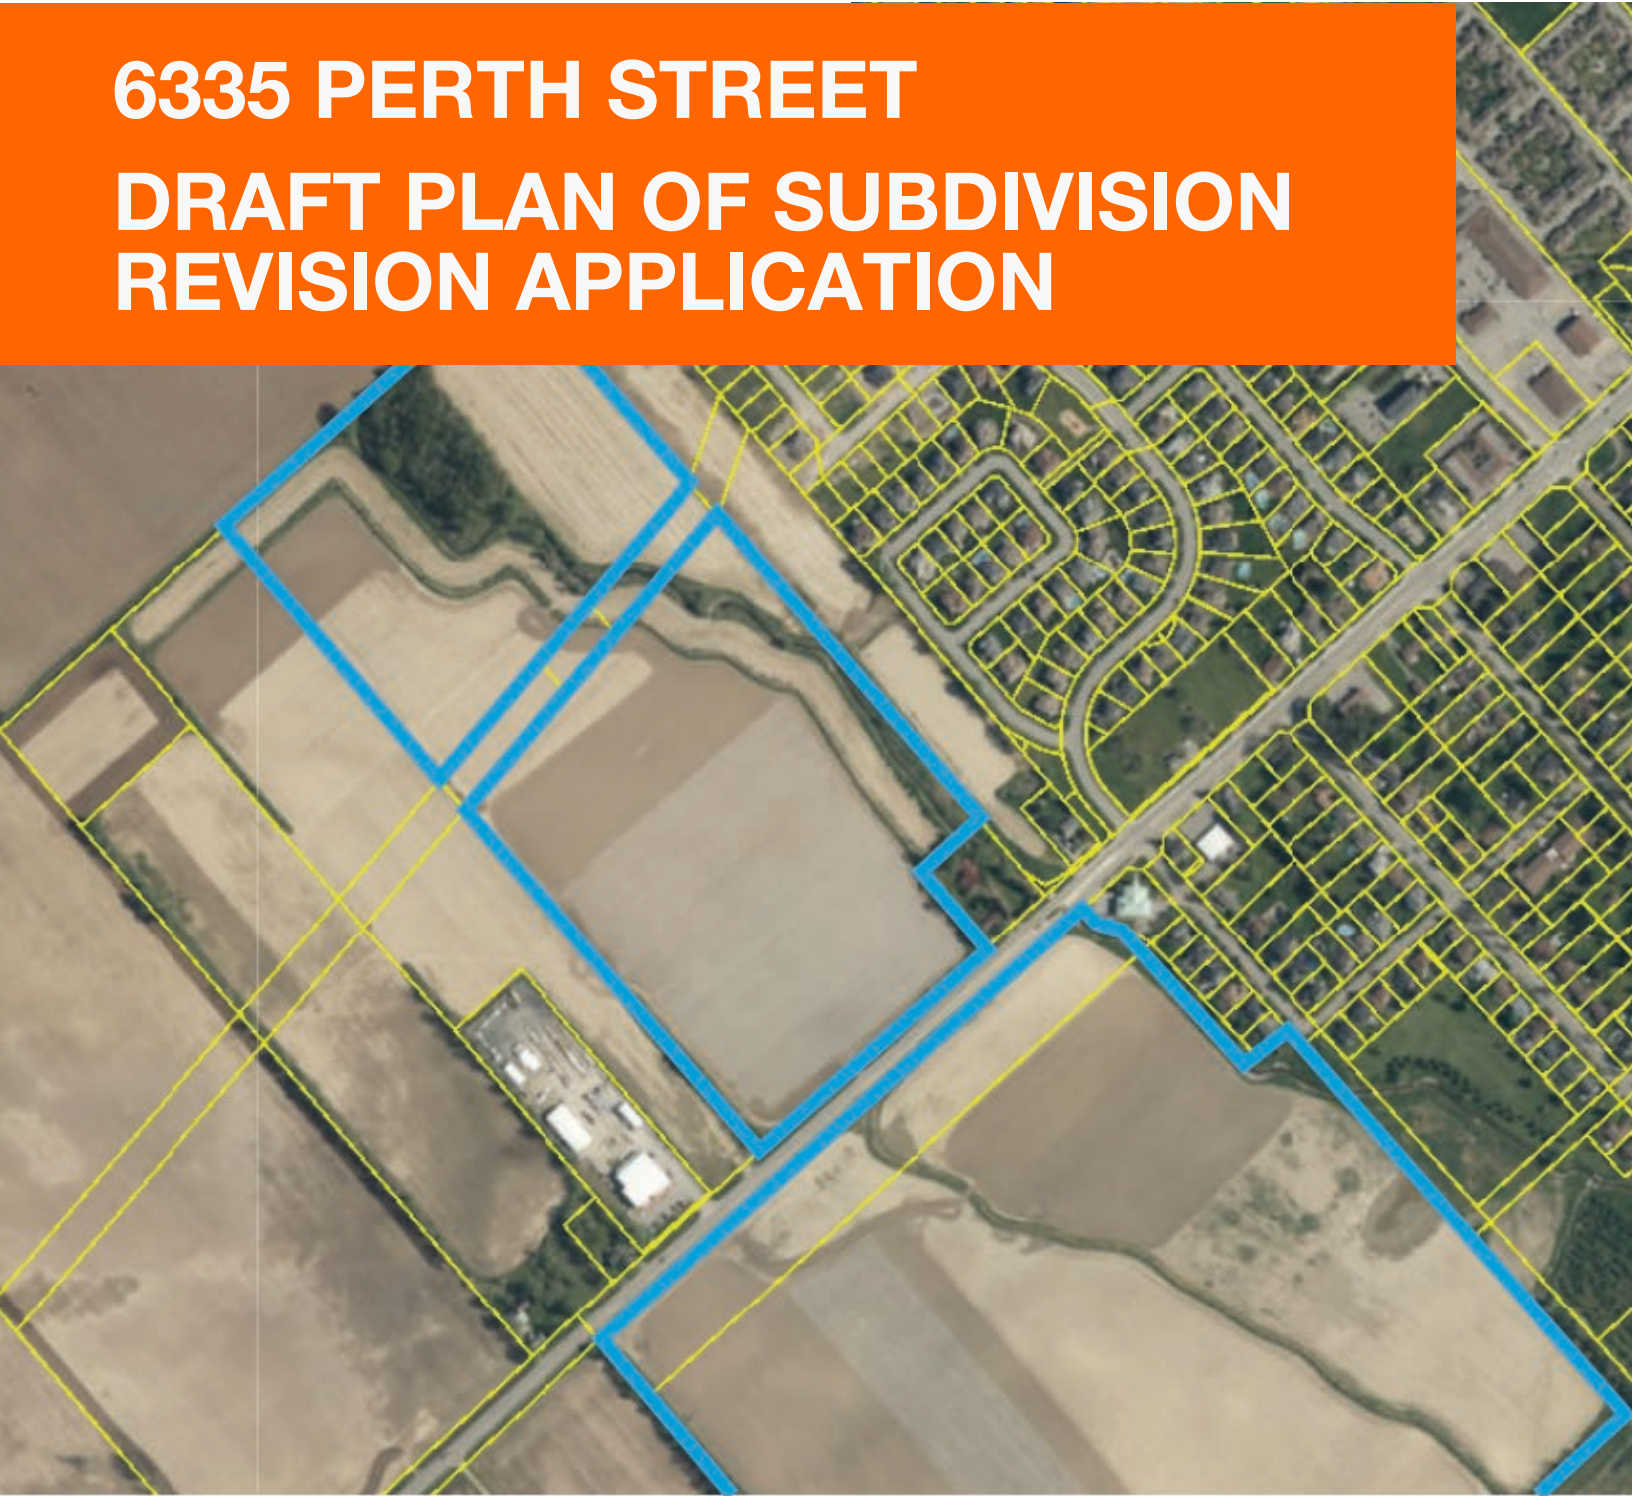 6335 PERTH STREET
DRAFT PLAN OF SUBDIVISION
REVISION APPLICATION